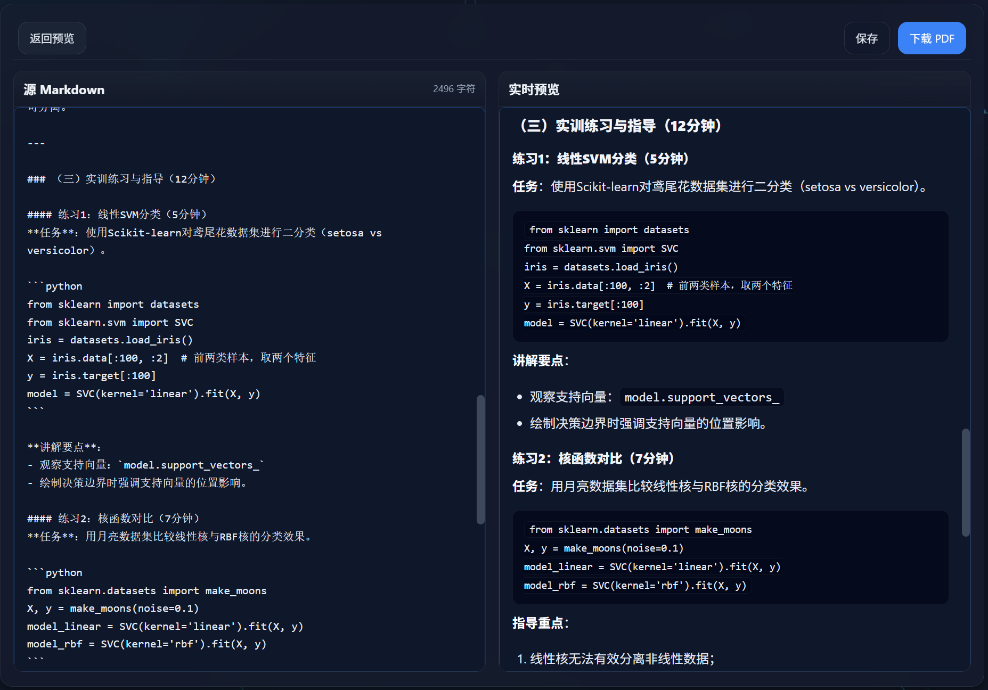 返回预览
保存
下载 PDF
源 Markdown
2496 字符
---
### （三）实训练习与指导（12分钟）
#### 练习1：线性SVM分类（5分钟）
**任务**：使用Scikit-learn对鸢尾花数据集进行二分类（setosa vs
versicolor）。
```python
from sklearn import datasets
from sklearn.svm import SVC
iris = datasets.load_iris()
X = iris.data[:100, :2]  # 前两类样本，取两个特征
y = iris.target[:100]
model = SVC(kernel='linear').fit(X, y)
```
**讲解要点**：
- 观察支持向量：`model.support_vectors_`
- 绘制决策边界时强调支持向量的位置影响。
#### 练习2：核函数对比（7分钟）
**任务**：用月亮数据集比较线性核与RBF核的分类效果。
```python
from sklearn.datasets import make_moons
X, y = make_moons(noise=0.1)
model_linear = SVC(kernel='linear').fit(X, y)
model_rbf = SVC(kernel='rbf').fit(X, y)
```
实时预览
（三）实训练习与指导（12分钟）
练习1：线性SVM分类（5分钟）
任务：使用Scikit-learn对鸢尾花数据集进行二分类（setosa vs versicolor）。
from sklearn import datasets
from sklearn.svm import SVC
iris = datasets.load_iris()
X = iris.data[:100, :2]  # 前两类样本，取两个特征
y = iris.target[:100]
model = SVC(kernel='linear').fit(X, y)
讲解要点：
• 观察支持向量：model.support_vectors_
• 绘制决策边界时强调支持向量的位置影响。
练习2：核函数对比（7分钟）
任务：用月亮数据集比较线性核与RBF核的分类效果。
from sklearn.datasets import make_moons
X, y = make_moons(noise=0.1)
model_linear = SVC(kernel='linear').fit(X, y)
model_rbf = SVC(kernel='rbf').fit(X, y)
指导重点：
1. 线性核无法有效分离非线性数据；